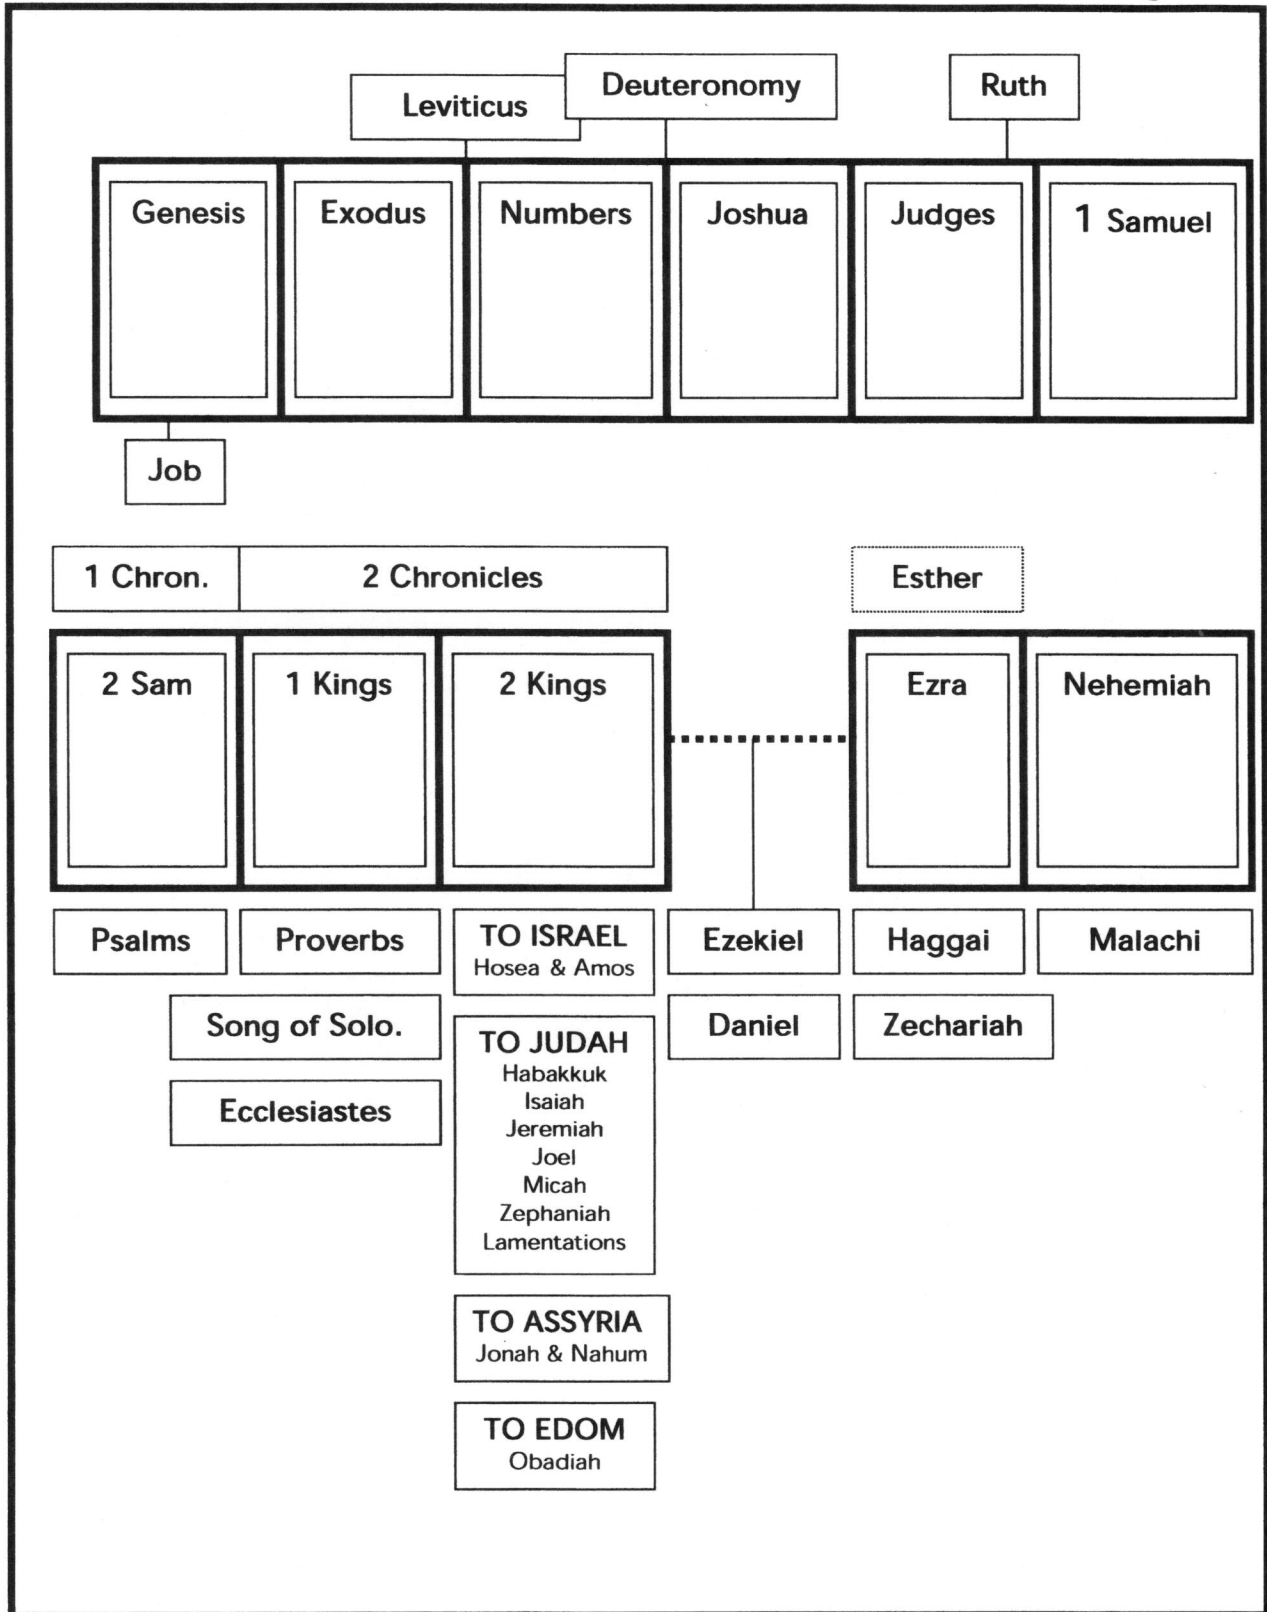 Leviticus
Deuteronomy
Ruth
Genesis
Exodus
Numbers
Joshua
Judges
1 Samuel
Job
1 Chron.
2 Chronicles
Esther
2 Sam
1 Kings
2 Kings
Ezra
Nehemiah
Psalms
Proverbs
TO ISRAEL
Hosea & Amos
Ezekiel
Haggai
Malachi
Song of Solo.
Daniel
Zechariah
Ecclesiastes
TO JUDAH
Habakkuk
Isaiah
Jeremiah
Joel
Micah
Zephaniah
Lamentations
TO ASSYRIA
Jonah & Nahum
TO EDOM
Obadiah